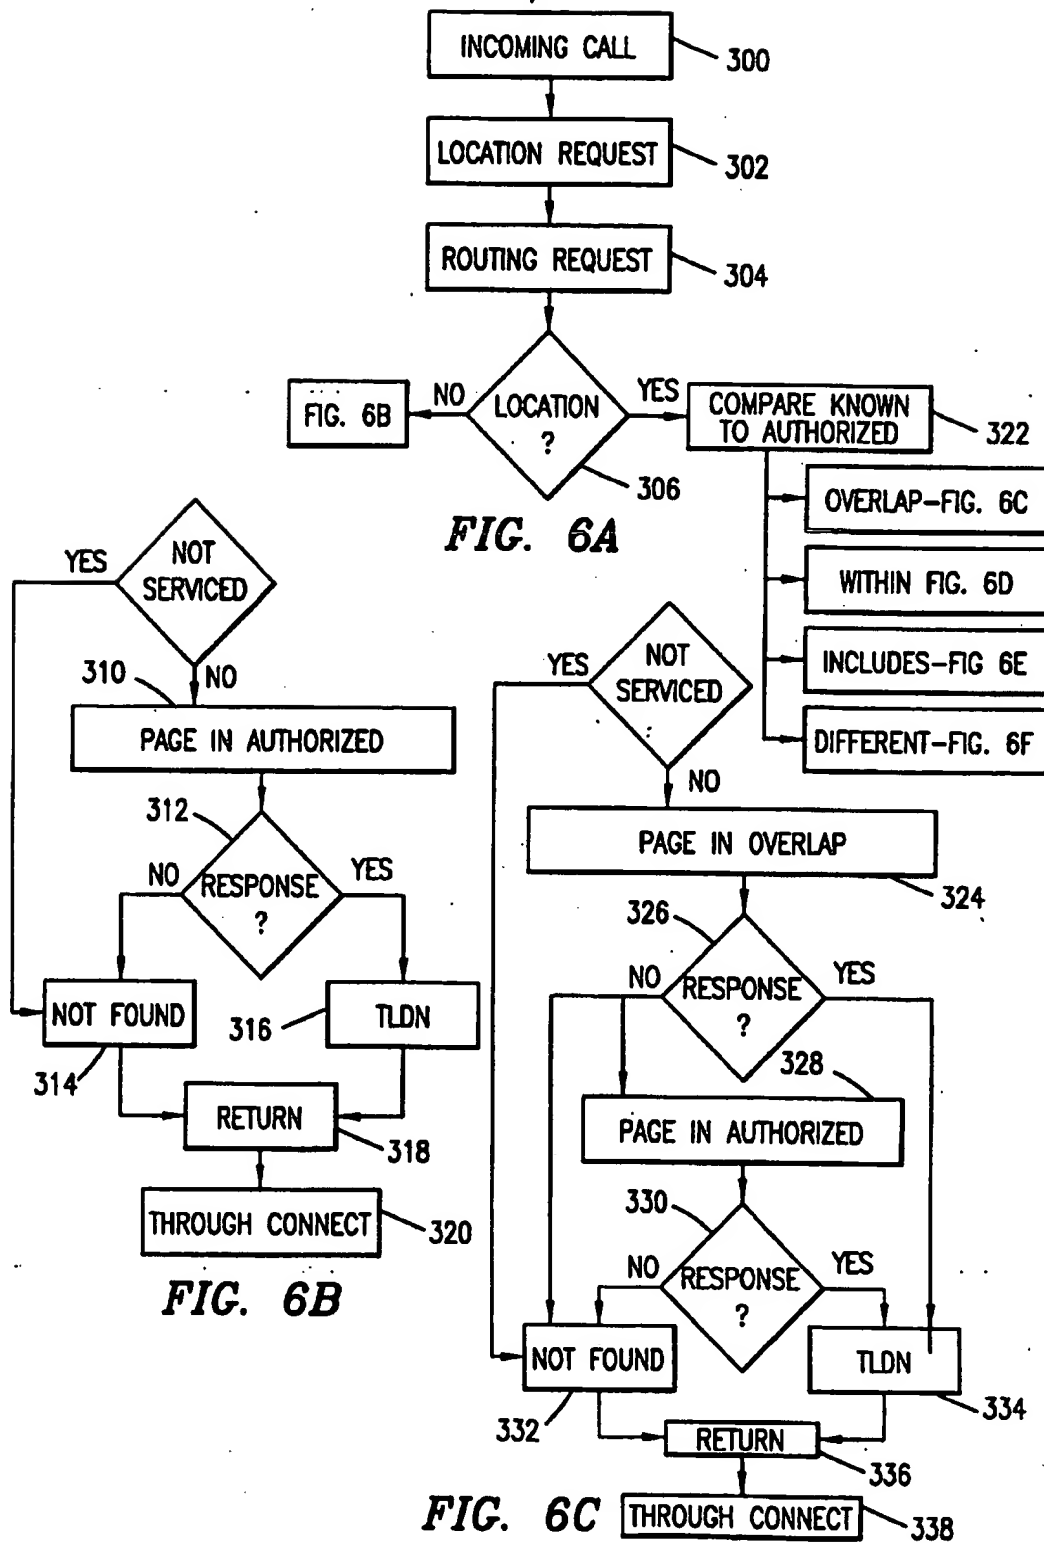 INCOMING CALL
300
LOCATION REQUEST
302
ROUTING REQUEST
304
LOCATION
?
306
NO
YES
FIG. 6B
COMPARE KNOWN
TO AUTHORIZED
322
OVERLAP-FIG. 6C
WITHIN FIG. 6D
INCLUDES-FIG 6E
DIFFERENT-FIG. 6F
FIG. 6A
NOT
SERVICED
YES
NO
310
PAGE IN AUTHORIZED
312
RESPONSE
?
NO
YES
NOT FOUND
314
316
TLDN
RETURN
318
THROUGH CONNECT
320
FIG. 6B
NOT
SERVICED
YES
NO
PAGE IN OVERLAP
324
326
RESPONSE
?
NO
YES
328
PAGE IN AUTHORIZED
330
RESPONSE
?
NO
YES
NOT FOUND
332
TLDN
334
RETURN
336
THROUGH CONNECT
338
FIG. 6C